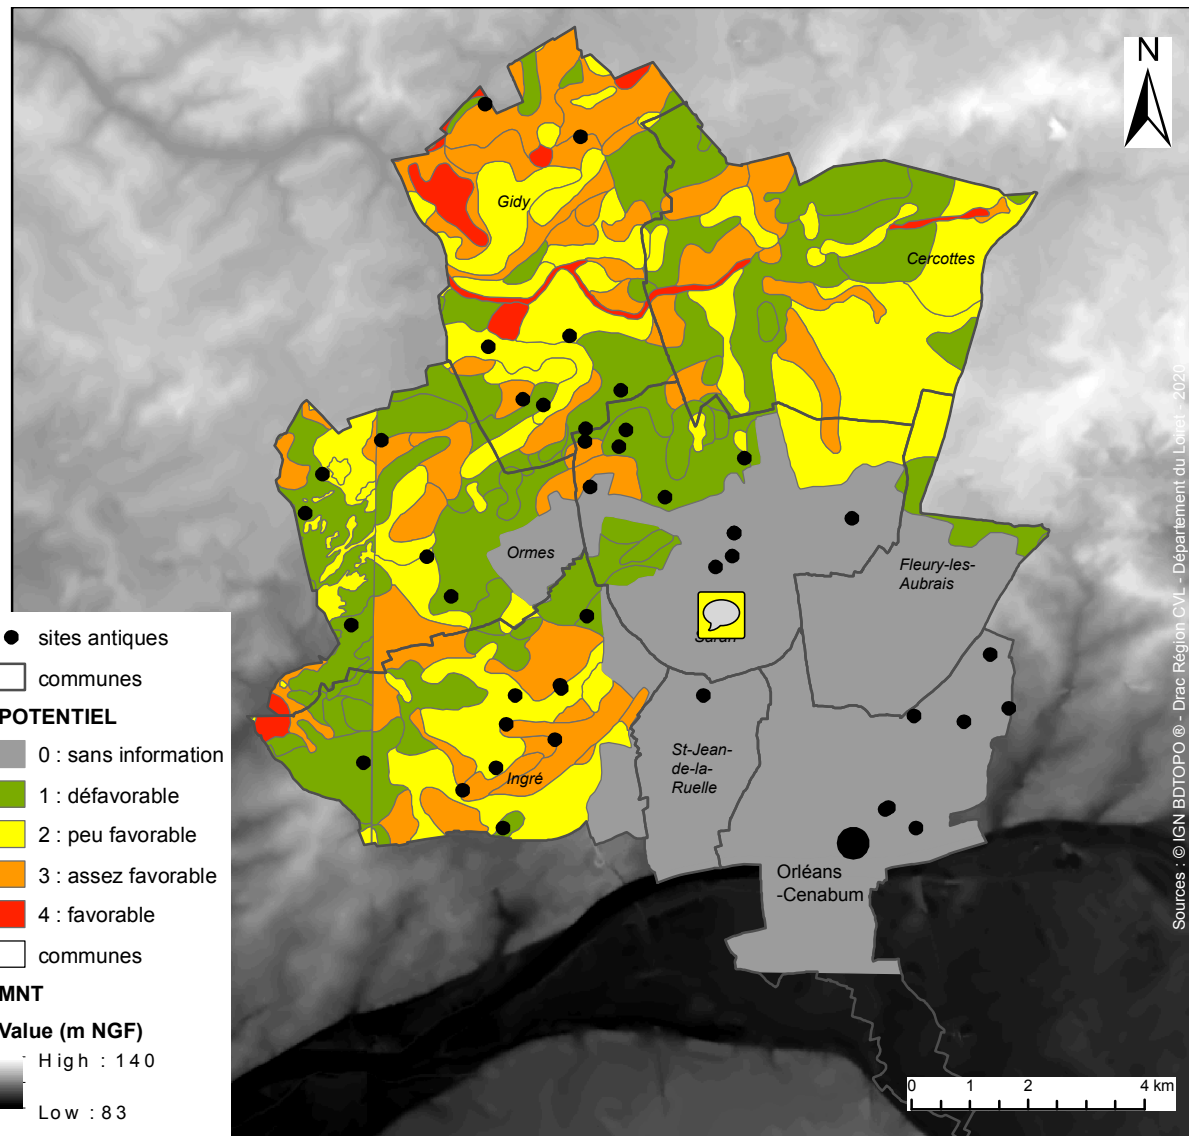 N
Gidy
Cercottes
Ormes
Fleury-les-
Aubrais
St-Jean-
de-la-
Ruelle
Ingré
Orléans
-Cenabum
sites antiques
communes
POTENTIEL
0 : sans information
1 : défavorable
2 : peu favorable
3 : assez favorable
4 : favorable
communes
MNT
Value (m NGF)
High : 140
Low : 83
0 1 2 4 km
Sources : © IGN BDTOPO ® - Drac Région CVL - Département du Loiret - 2020